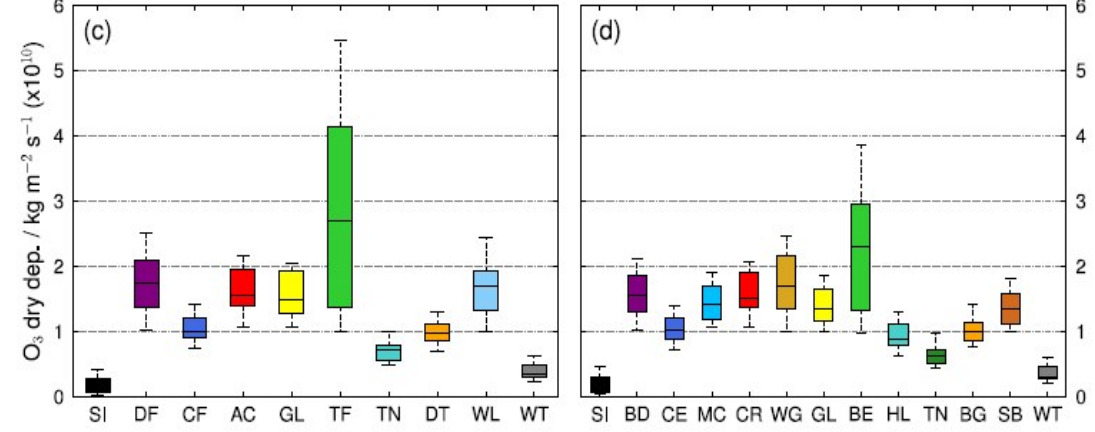 6 6
(c) (d)
5 5
4 4
3 3
2 2
1 1
0 0
O₃ dry dep. / kg m⁻² s⁻¹ (x10¹⁰)
SI DF CF AC GL TF TN DT WL WT
SI BD CE MC CR WG GL BE HL TN BG SB WT